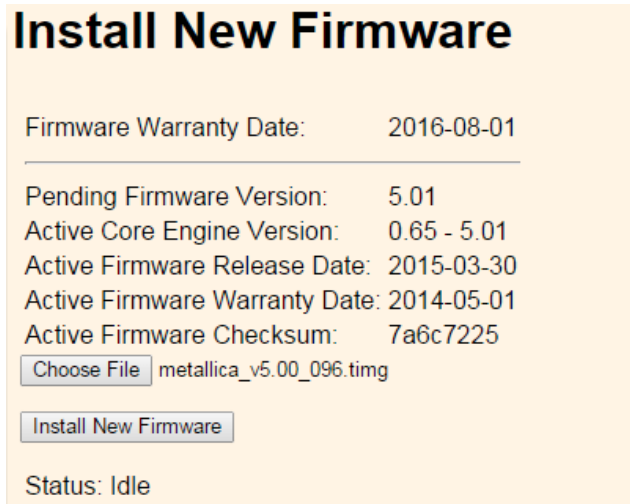 Install New Firmware
Firmware Warranty Date: 2016-08-01
Pending Firmware Version: 5.01
Active Core Engine Version: 0.65 - 5.01
Active Firmware Release Date: 2015-03-30
Active Firmware Warranty Date: 2014-05-01
Active Firmware Checksum: 7a6c7225
Choose File metallica_v5.00_096.timg
Install New Firmware
Status: Idle